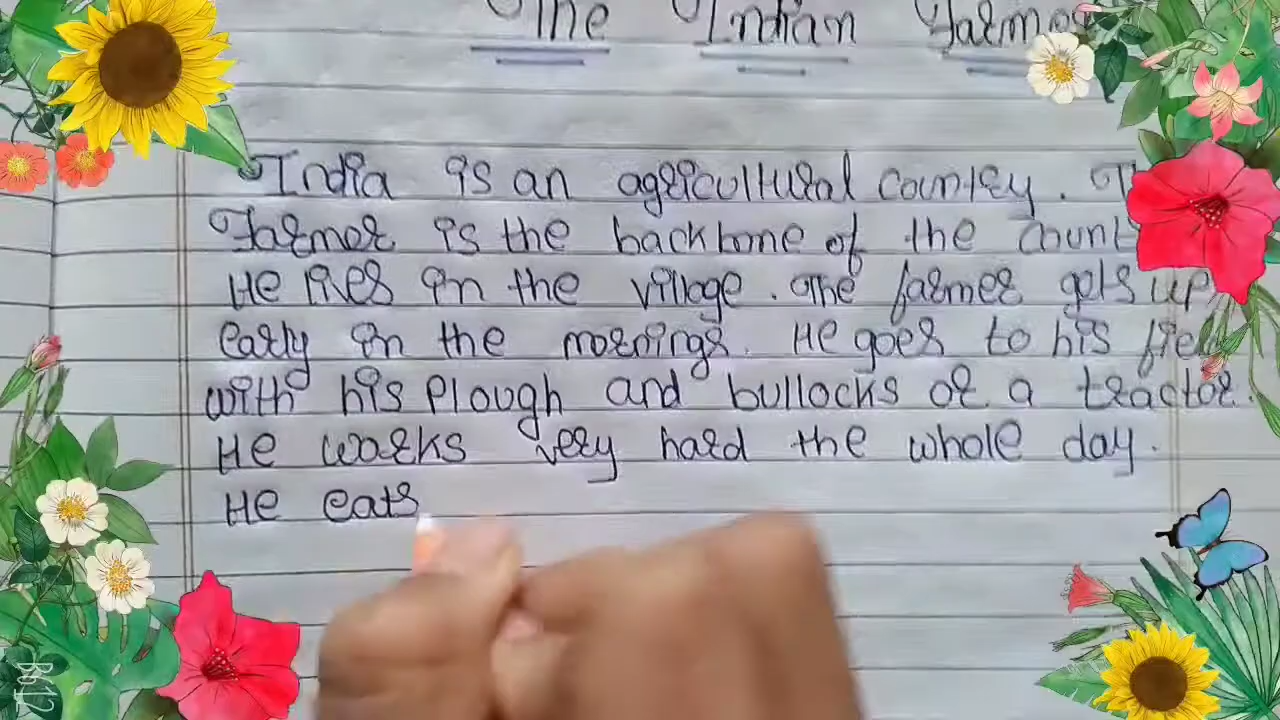 The Indian Farmer
India is an agricultural country. The
Farmer is the backbone of the count
He lives in the village. The farmer gets up
early in the mornings. He goes to his field
with his plough and bullocks or a tractor.
He works very hard the whole day.
He eats
B612